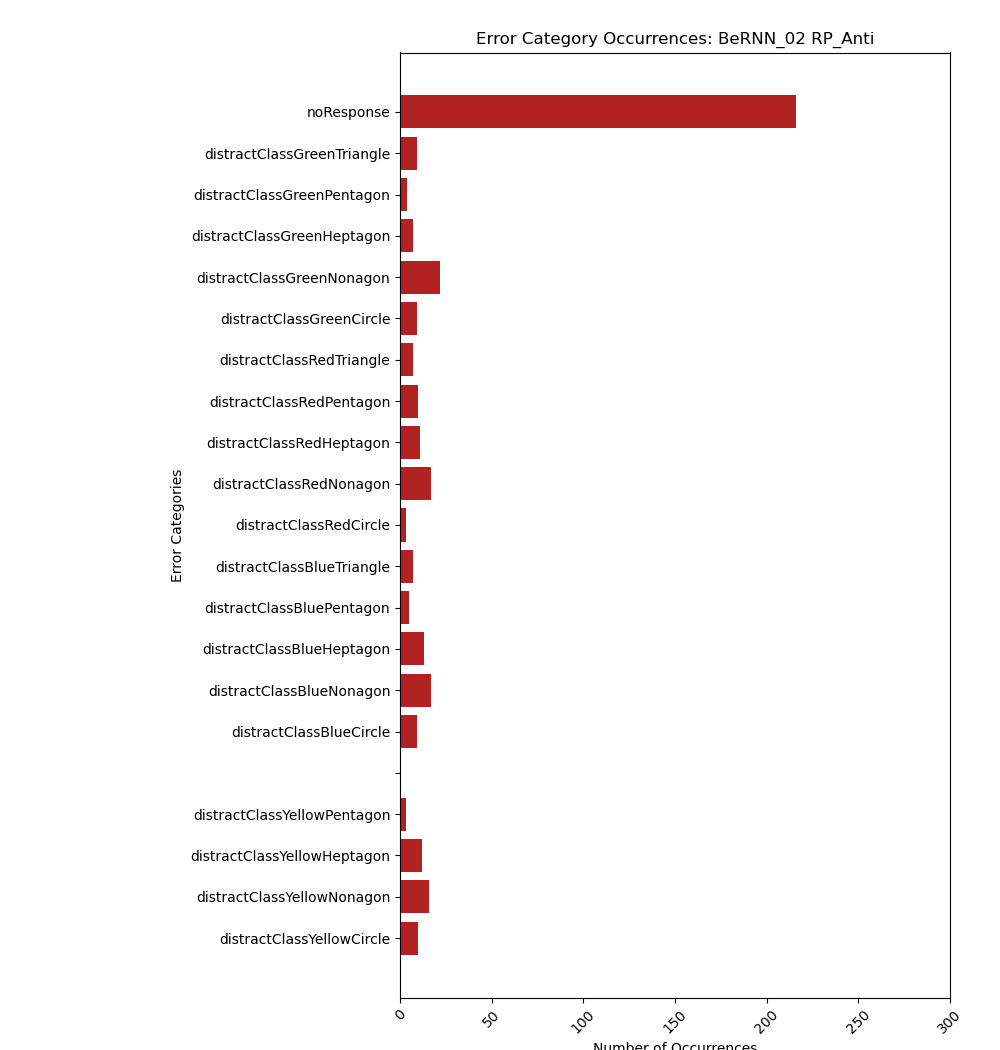 Error Category Occurrences: BeRNN_02 RP_Anti
noResponse
distractClassGreenTriangle
distractClassGreenPentagon
distractClassGreenHeptagon
distractClassGreenNonagon
distractClassGreenCircle
distractClassRedTriangle
distractClassRedPentagon
distractClassRedHeptagon
distractClassRedNonagon
distractClassRedCircle
distractClassBlueTriangle
distractClassBluePentagon
distractClassBlueHeptagon
distractClassBlueNonagon
distractClassBlueCircle
distractClassYellowPentagon
distractClassYellowHeptagon
distractClassYellowNonagon
distractClassYellowCircle
Error Categories
0 50 100 150 200 250 300
Number of Occurrences